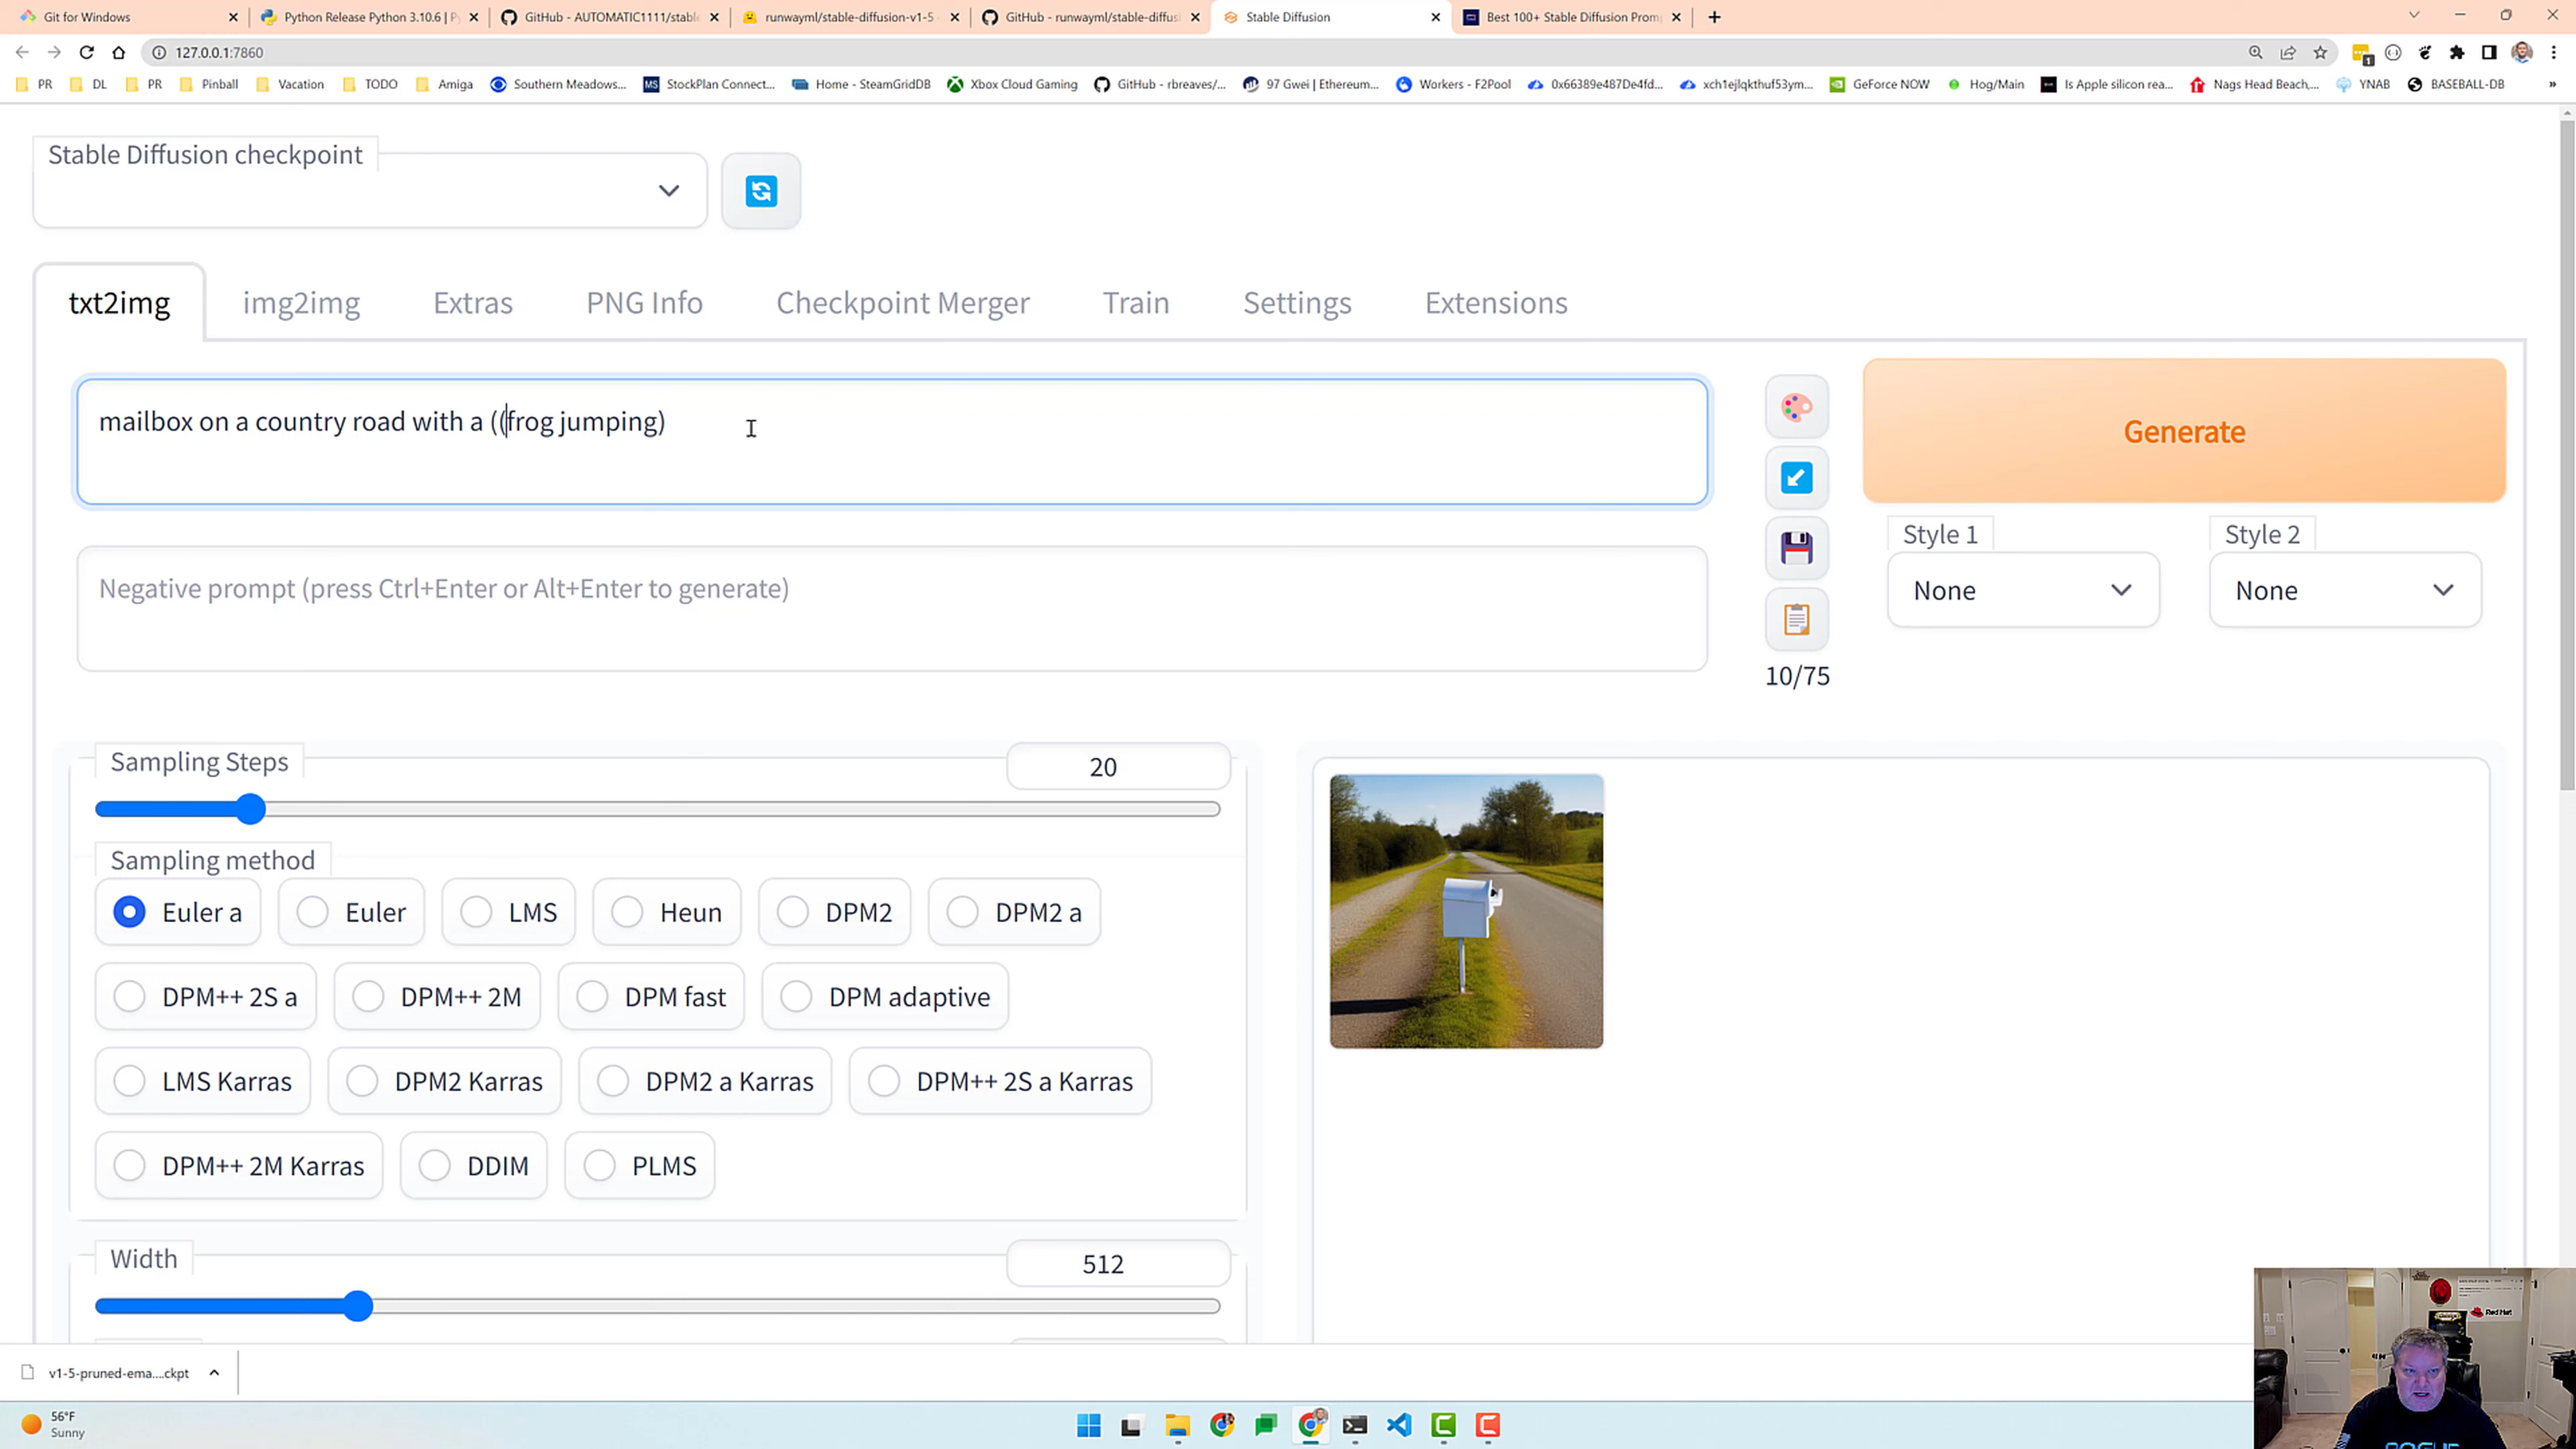 Git for Windows
Python Release Python 3.10.6 | Py
GitHub - AUTOMATIC1111/stabl
runwayml/stable-diffusion-v1-5
GitHub - runwayml/stable-diffusi
Stable Diffusion
Best 100+ Stable Diffusion Prom
127.0.0.1:7860
PR
DL
PR
Pinball
Vacation
TODO
Amiga
Southern Meadows...
StockPlan Connect...
Home - SteamGridDB
Xbox Cloud Gaming
GitHub - rbreaves/...
97 Gwei | Ethereum...
Workers - F2Pool
0x66389e487De4fd...
xch1ejlqkthuf53ym...
GeForce NOW
Hog/Main
Is Apple silicon rea...
Nags Head Beach,...
YNAB
BASEBALL-DB
»
Stable Diffusion checkpoint
txt2img
img2img
Extras
PNG Info
Checkpoint Merger
Train
Settings
Extensions
mailbox on a country road with a ((frog jumping)
Generate
Style 1
Style 2
None
None
Negative prompt (press Ctrl+Enter or Alt+Enter to generate)
10/75
Sampling Steps
20
Sampling method
Euler a
Euler
LMS
Heun
DPM2
DPM2 a
DPM++ 2S a
DPM++ 2M
DPM fast
DPM adaptive
LMS Karras
DPM2 Karras
DPM2 a Karras
DPM++ 2S a Karras
DPM++ 2M Karras
DDIM
PLMS
Width
512
Red Hat
v1-5-pruned-ema....ckpt
56°F
Sunny